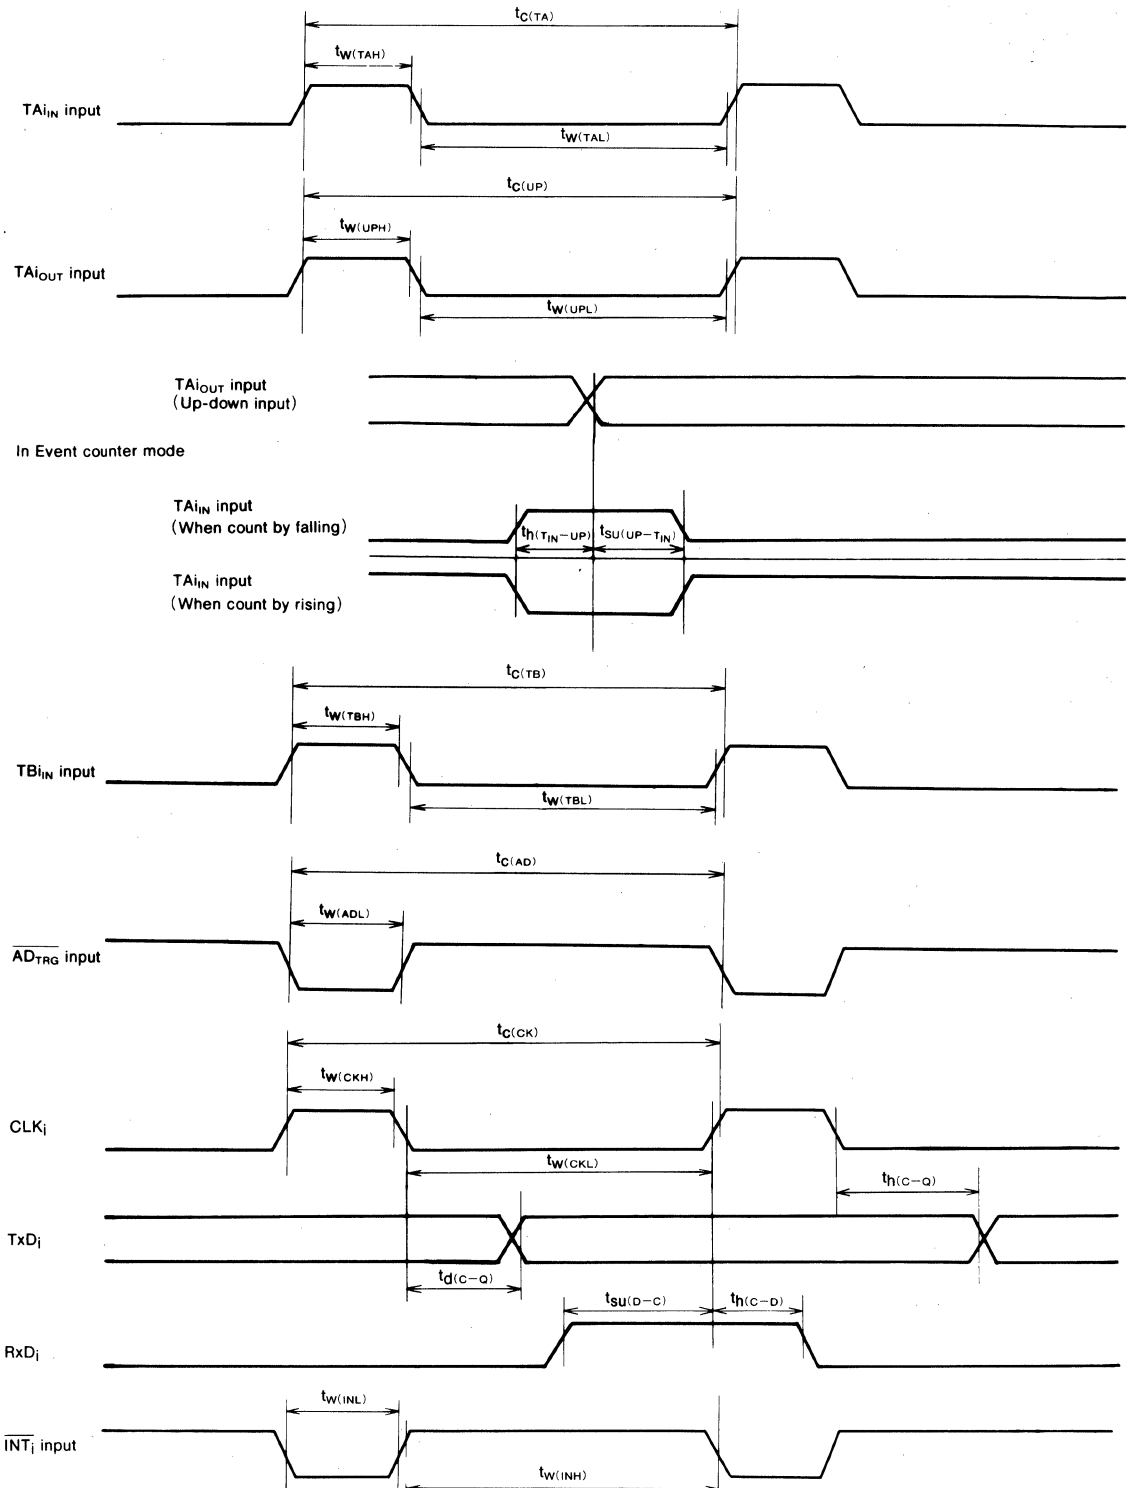 tC(TA)
tW(TAH)
TAiIN input
tW(TAL)
tC(UP)
tW(UPH)
TAiOUT input
tW(UPL)
TAiOUT input
(Up-down input)
In Event counter mode
TAiIN input
(When count by falling)
th(TIN−UP) tSU(UP−TIN)
TAiIN input
(When count by rising)
tC(TB)
tW(TBH)
TBiIN input
tW(TBL)
tC(AD)
tW(ADL)
ADTRG input
tC(CK)
tW(CKH)
CLKi
tW(CKL)
th(C−Q)
TxDi
td(C−Q)
tsu(D−C) th(C−D)
RxDi
tW(INL)
INTi input
tW(INH)